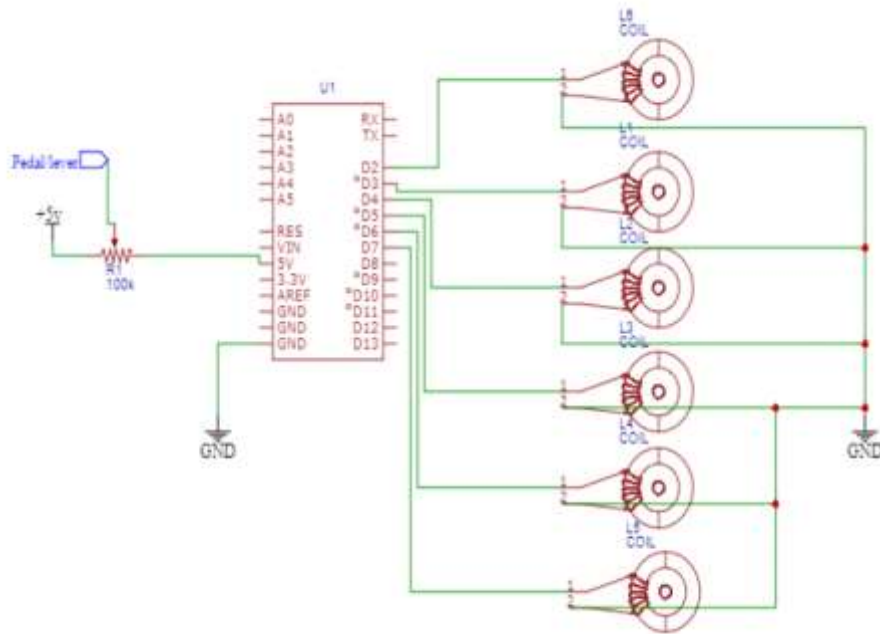 L6
COIL
U1
A0
A1
A2
A3
A4
A5
RES
VIN
5V
3.3V
AREF
GND
GND
GND
RX
TX
D2
D3
D4
D5
D6
D7
D8
D9
D10
D11
D12
D13
Pedal lever
+5v
R1
100k
GND
L1
COIL
L2
COIL
L3
COIL
L4
COIL
L5
COIL
GND